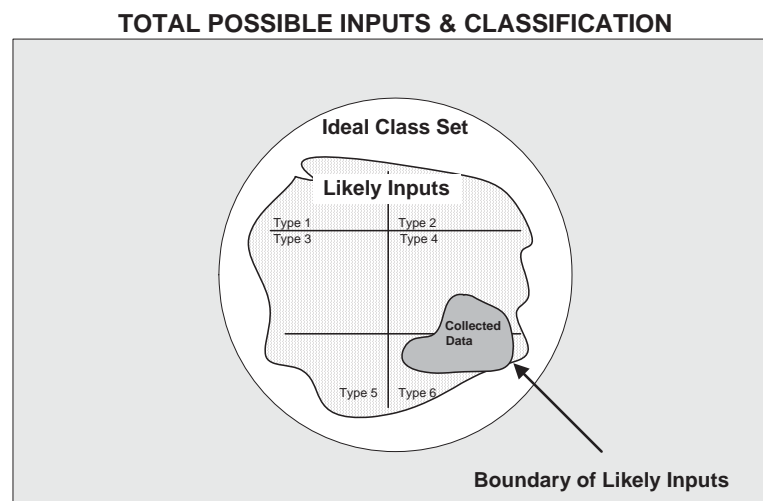 TOTAL POSSIBLE INPUTS & CLASSIFICATION
Ideal Class Set
Likely Inputs
Type 1
Type 2
Type 3
Type 4
Collected
Data
Type 5
Type 6
Boundary of Likely Inputs